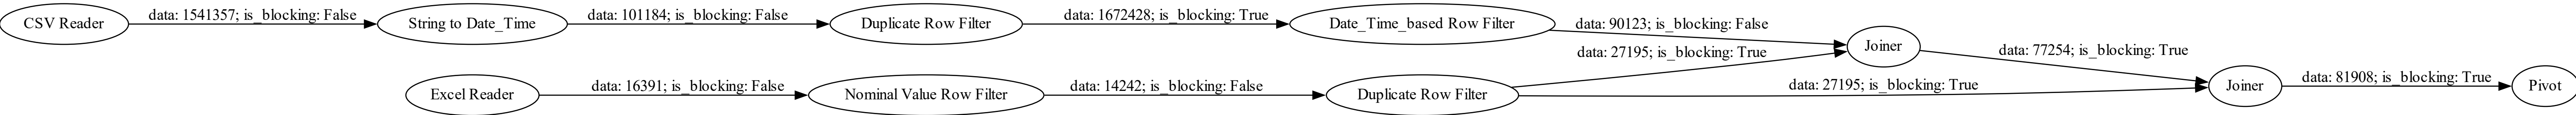 CSV Reader
data: 1541357; is_blocking: False
String to Date_Time
data: 101184; is_blocking: False
Duplicate Row Filter
data: 1672428; is_blocking: True
Date_Time_based Row Filter
data: 90123; is_blocking: False
Joiner
data: 27195; is_blocking: True
data: 77254; is_blocking: True
Excel Reader
data: 16391; is_blocking: False
Nominal Value Row Filter
data: 14242; is_blocking: False
Duplicate Row Filter
data: 27195; is_blocking: True
Joiner
data: 81908; is_blocking: True
Pivot